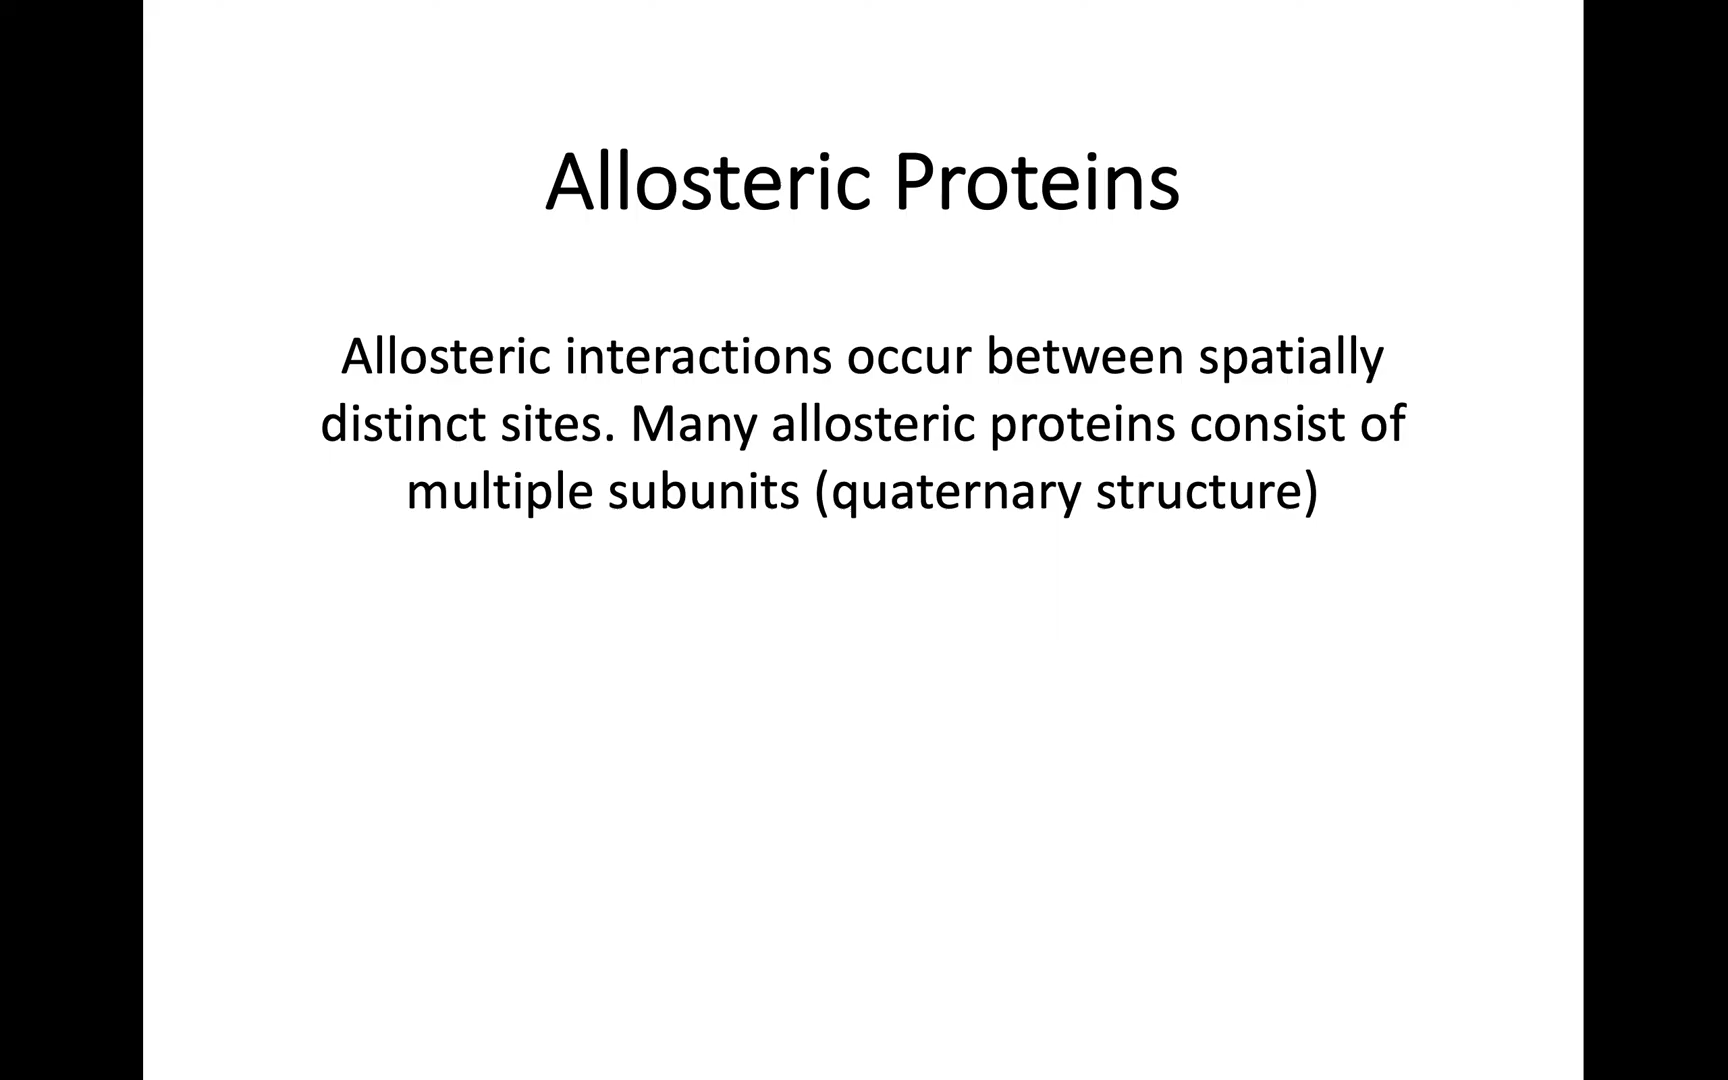 Allosteric Proteins
Allosteric interactions occur between spatially
distinct sites. Many allosteric proteins consist of
multiple subunits (quaternary structure)